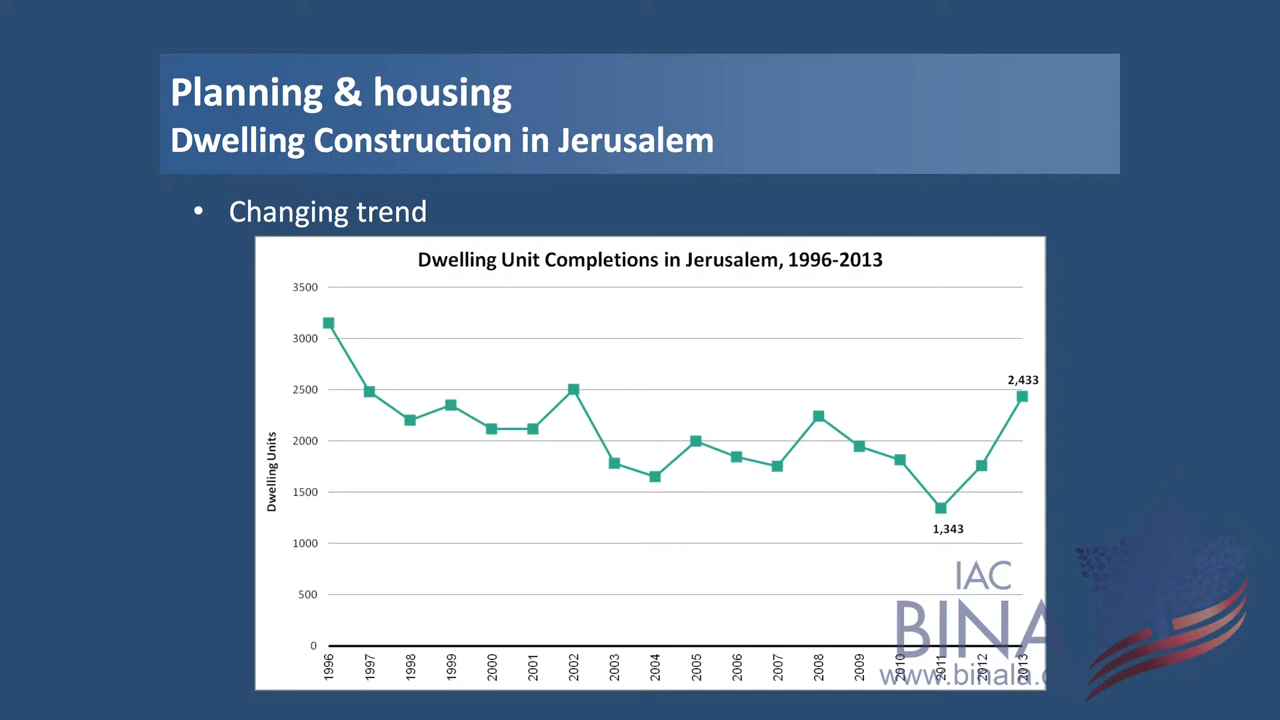 Planning & housing
Dwelling Construction in Jerusalem
• Changing trend
Dwelling Unit Completions in Jerusalem, 1996-2013
3500
3000
2500
2000
1500
1000
500
0
Dwelling Units
2,433
1,343
1996 1997 1998 1999 2000 2001 2002 2003 2004 2005 2006 2007 2008 2009 2010 2011 2012 2013
IAC
BINA
www.binala.c